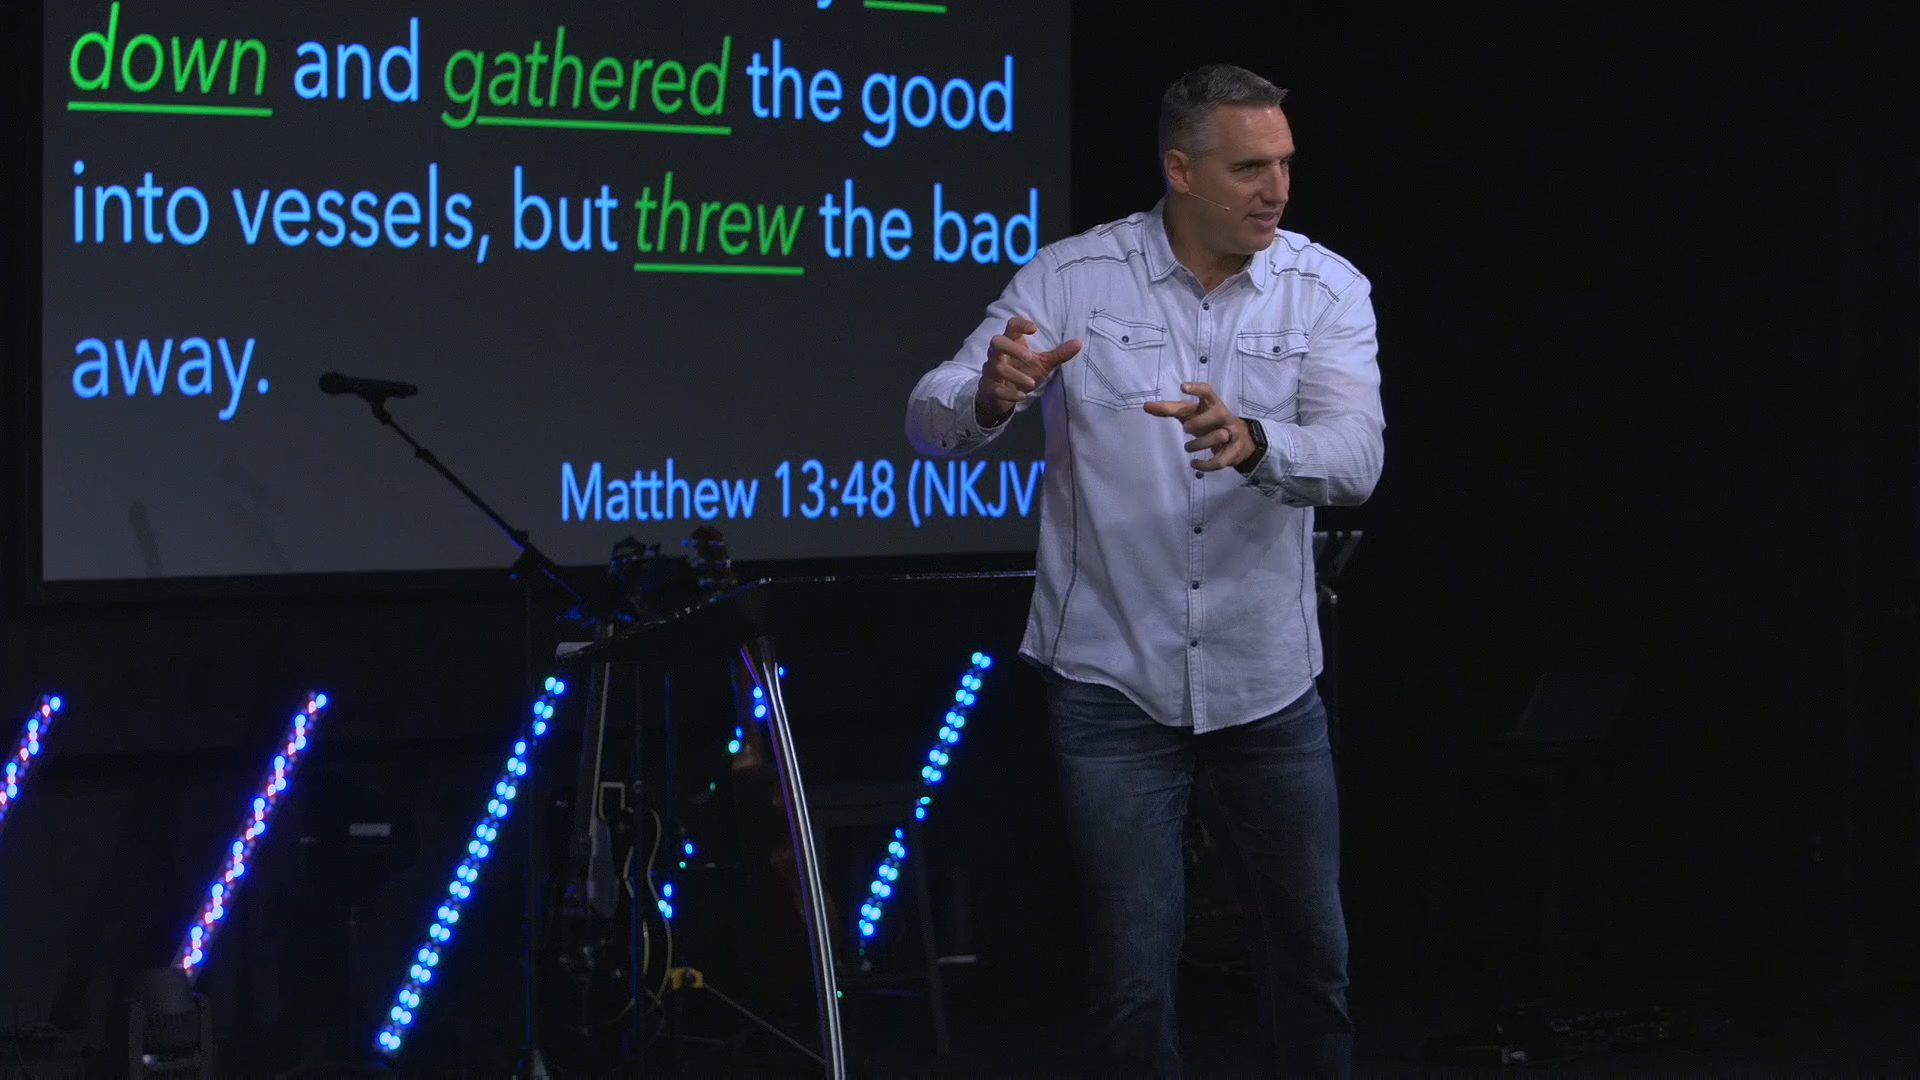 down and gathered the good
into vessels, but threw the bad
away.
Matthew 13:48 (NKJV